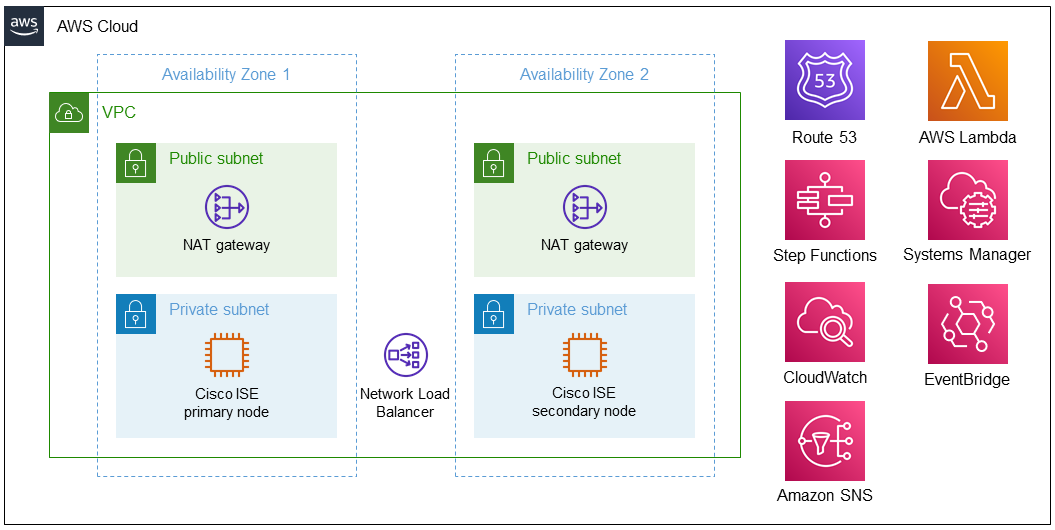 aws
AWS Cloud
Availability Zone 1
Availability Zone 2
VPC
Public subnet
NAT gateway
Public subnet
NAT gateway
Private subnet
Cisco ISE
primary node
Network Load
Balancer
Private subnet
Cisco ISE
secondary node
53
Route 53
AWS Lambda
Step Functions
Systems Manager
CloudWatch
EventBridge
Amazon SNS